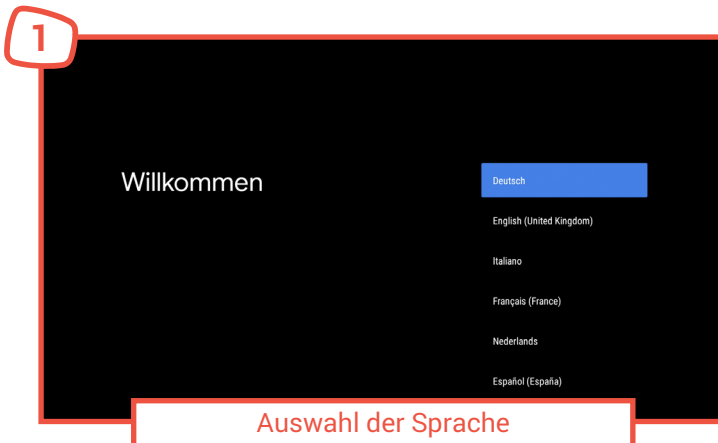 1
Willkommen
Deutsch
English (United Kingdom)
Italiano
Français (France)
Nederlands
Español (España)
Auswahl der Sprache